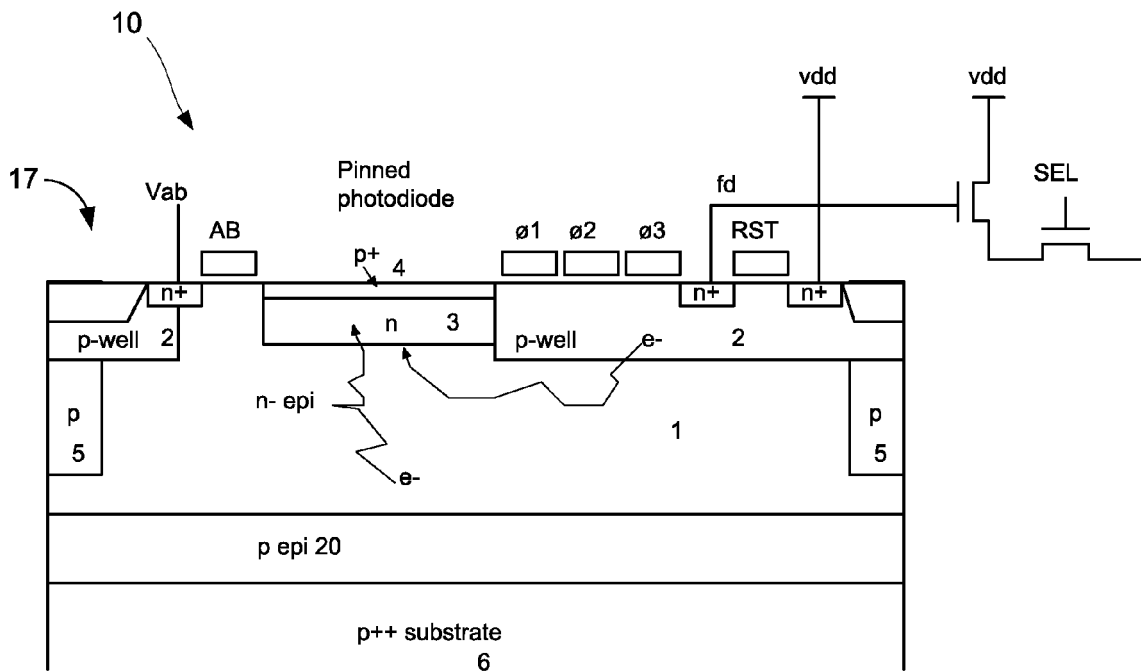 10
17
vdd
vdd
Pinned
photodiode
Vab
AB
fd
SEL
ø1
ø2
ø3
RST
p+
4
n+
n
3
n+
n+
p-well
2
p-well
e-
2
n- epi
p
5
1
p
5
e-
p epi 20
p++ substrate
6